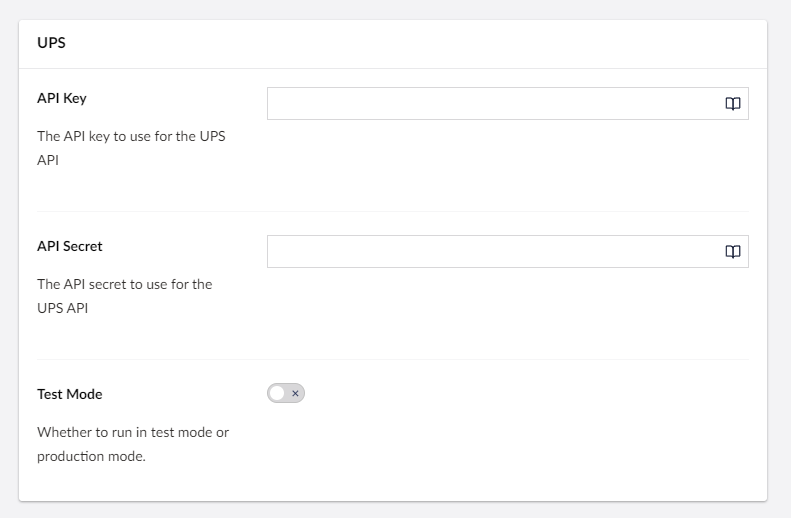 UPS
API Key
The API key to use for the UPS
API
API Secret
The API secret to use for the
UPS API
Test Mode
Whether to run in test mode or
production mode.